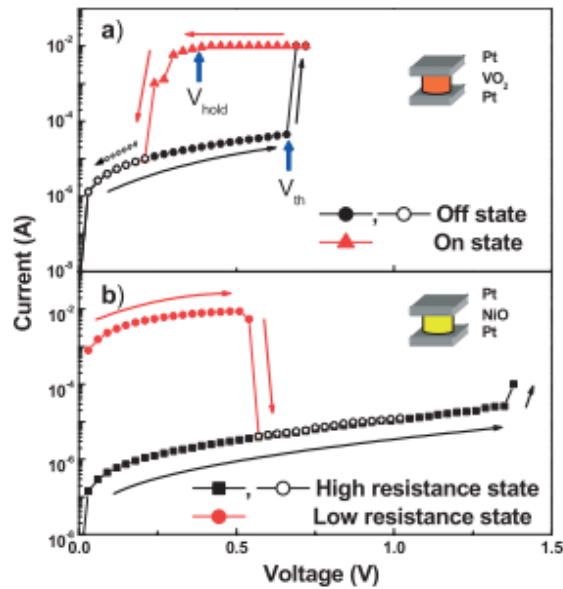 a)
10⁻²
10⁻⁴
10⁻⁶
10⁻⁸
V_hold
V_th
Pt
VO₂
Pt
, Off state
On state
Current (A)
b)
10⁻²
10⁻⁴
10⁻⁶
10⁻⁸
Pt
NiO
Pt
, High resistance state
Low resistance state
0.0 0.5 1.0 1.5
Voltage (V)